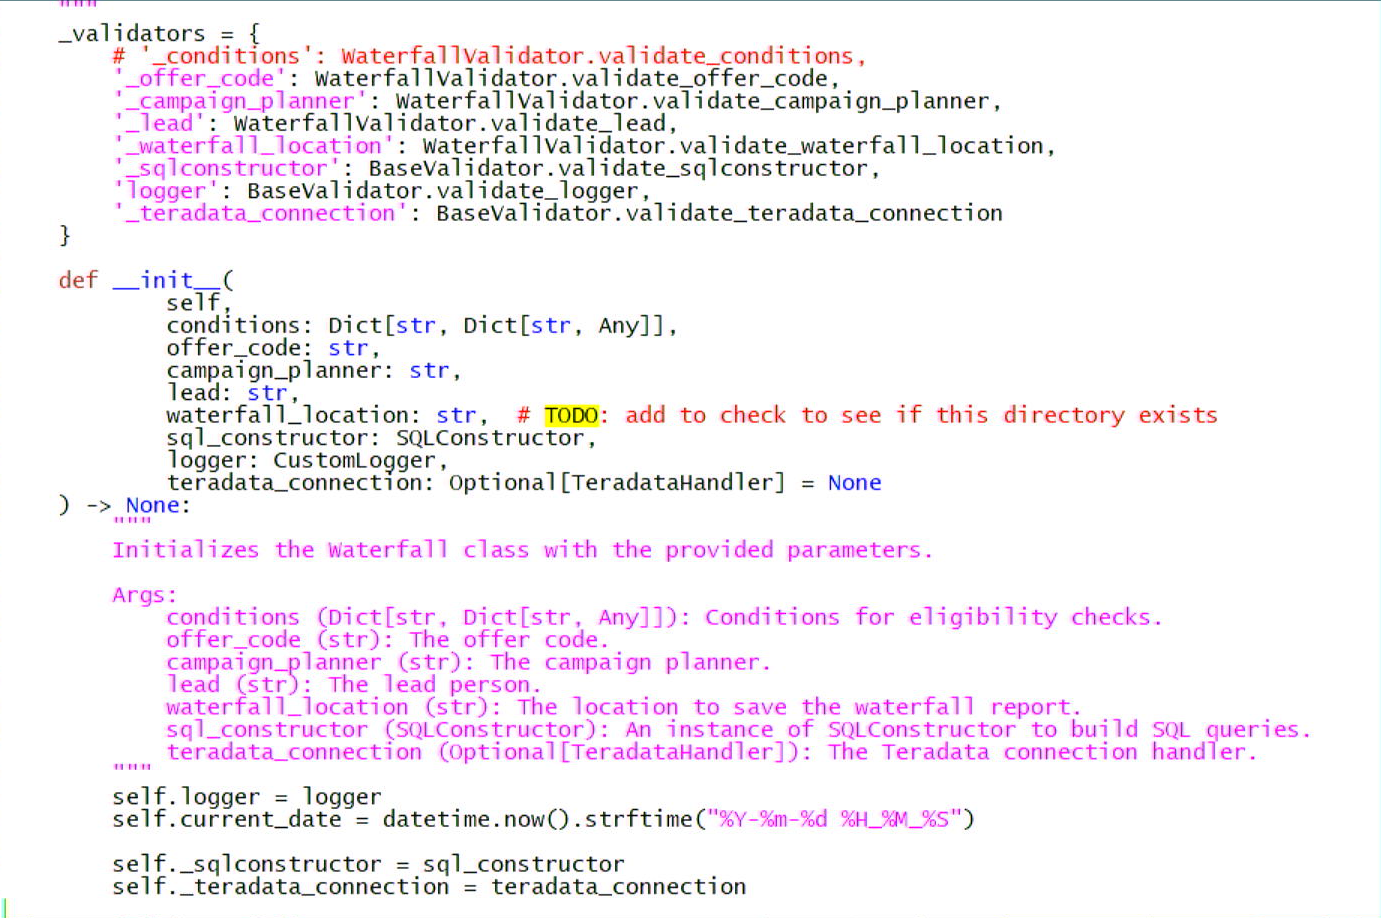 """
_validators = {
# '_conditions': WaterfallValidator.validate_conditions,
'_offer_code': WaterfallValidator.validate_offer_code,
'_campaign_planner': WaterfallValidator.validate_campaign_planner,
'_lead': WaterfallValidator.validate_lead,
'_waterfall_location': WaterfallValidator.validate_waterfall_location,
'_sqlconstructor': BaseValidator.validate_sqlconstructor,
'logger': BaseValidator.validate_logger,
'_teradata_connection': BaseValidator.validate_teradata_connection
}
def __init__(
self,
conditions: Dict[str, Dict[str, Any]],
offer_code: str,
campaign_planner: str,
lead: str,
waterfall_location: str,  # TODO: add to check to see if this directory exists
sql_constructor: SQLConstructor,
logger: CustomLogger,
teradata_connection: Optional[TeradataHandler] = None
) -> None:
"""
Initializes the Waterfall class with the provided parameters.
Args:
conditions (Dict[str, Dict[str, Any]]): Conditions for eligibility checks.
offer_code (str): The offer code.
campaign_planner (str): The campaign planner.
lead (str): The lead person.
waterfall_location (str): The location to save the waterfall report.
sql_constructor (SQLConstructor): An instance of SQLConstructor to build SQL queries.
teradata_connection (Optional[TeradataHandler]): The Teradata connection handler.
"""
self.logger = logger
self.current_date = datetime.now().strftime("%Y-%m-%d %H_%M_%S")
self._sqlconstructor = sql_constructor
self._teradata_connection = teradata_connection